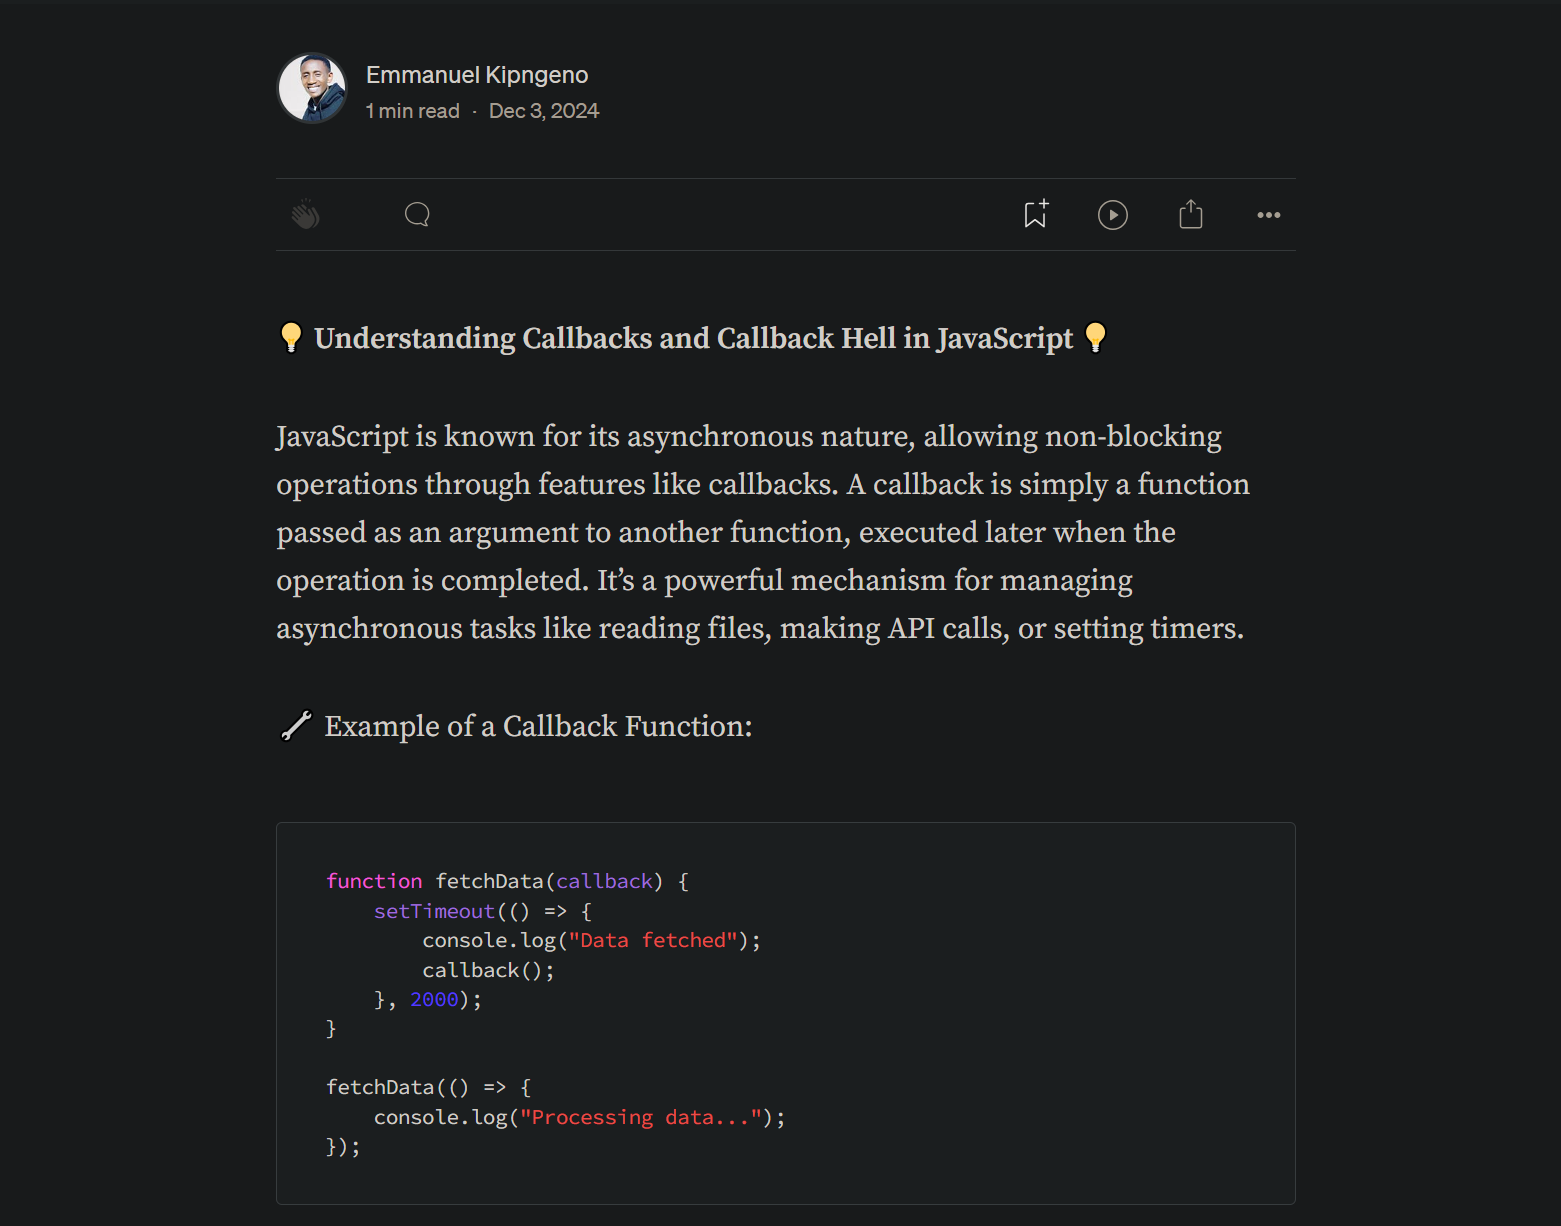 Emmanuel Kipngeno
1 min read · Dec 3, 2024
💡 Understanding Callbacks and Callback Hell in JavaScript 💡
JavaScript is known for its asynchronous nature, allowing non-blocking
operations through features like callbacks. A callback is simply a function
passed as an argument to another function, executed later when the
operation is completed. It’s a powerful mechanism for managing
asynchronous tasks like reading files, making API calls, or setting timers.
🔧 Example of a Callback Function:
function fetchData(callback) {
    setTimeout(() => {
        console.log("Data fetched");
        callback();
    }, 2000);
}

fetchData(() => {
    console.log("Processing data...");
});